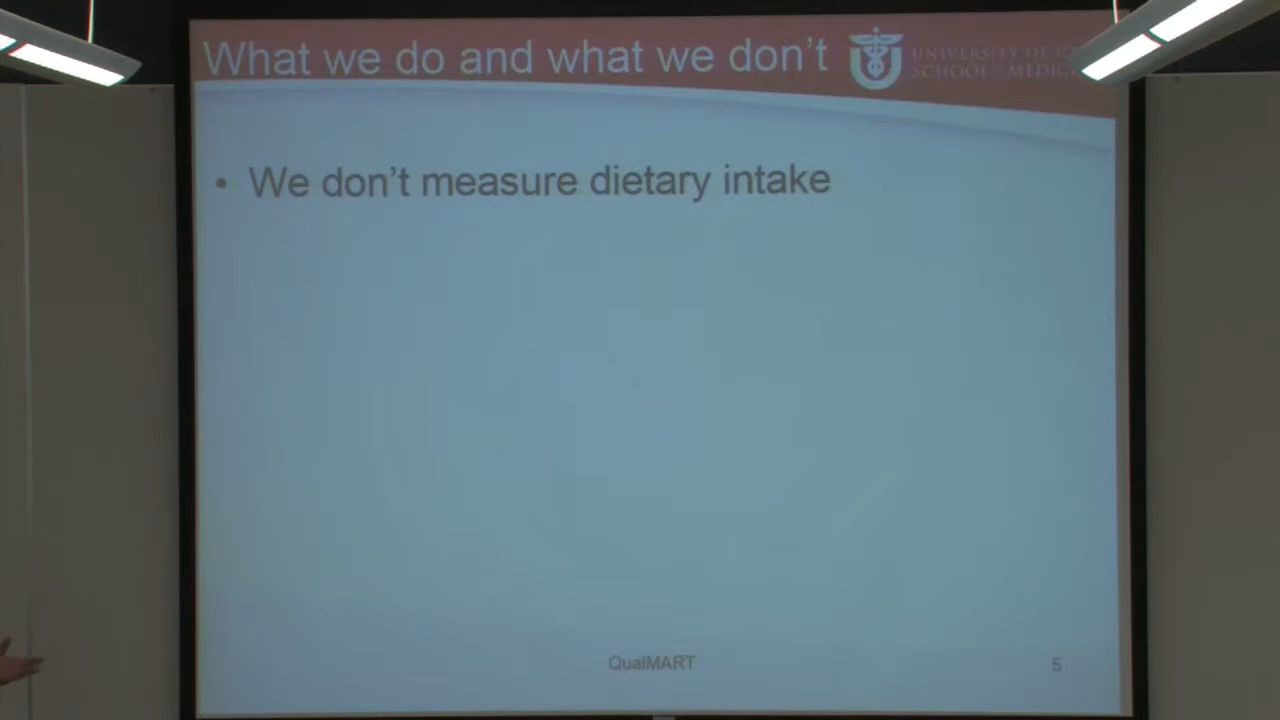 What we do and what we don't
UNIVERSITY OF
SCHOOL OF MEDICINE
• We don't measure dietary intake
QualMART
5